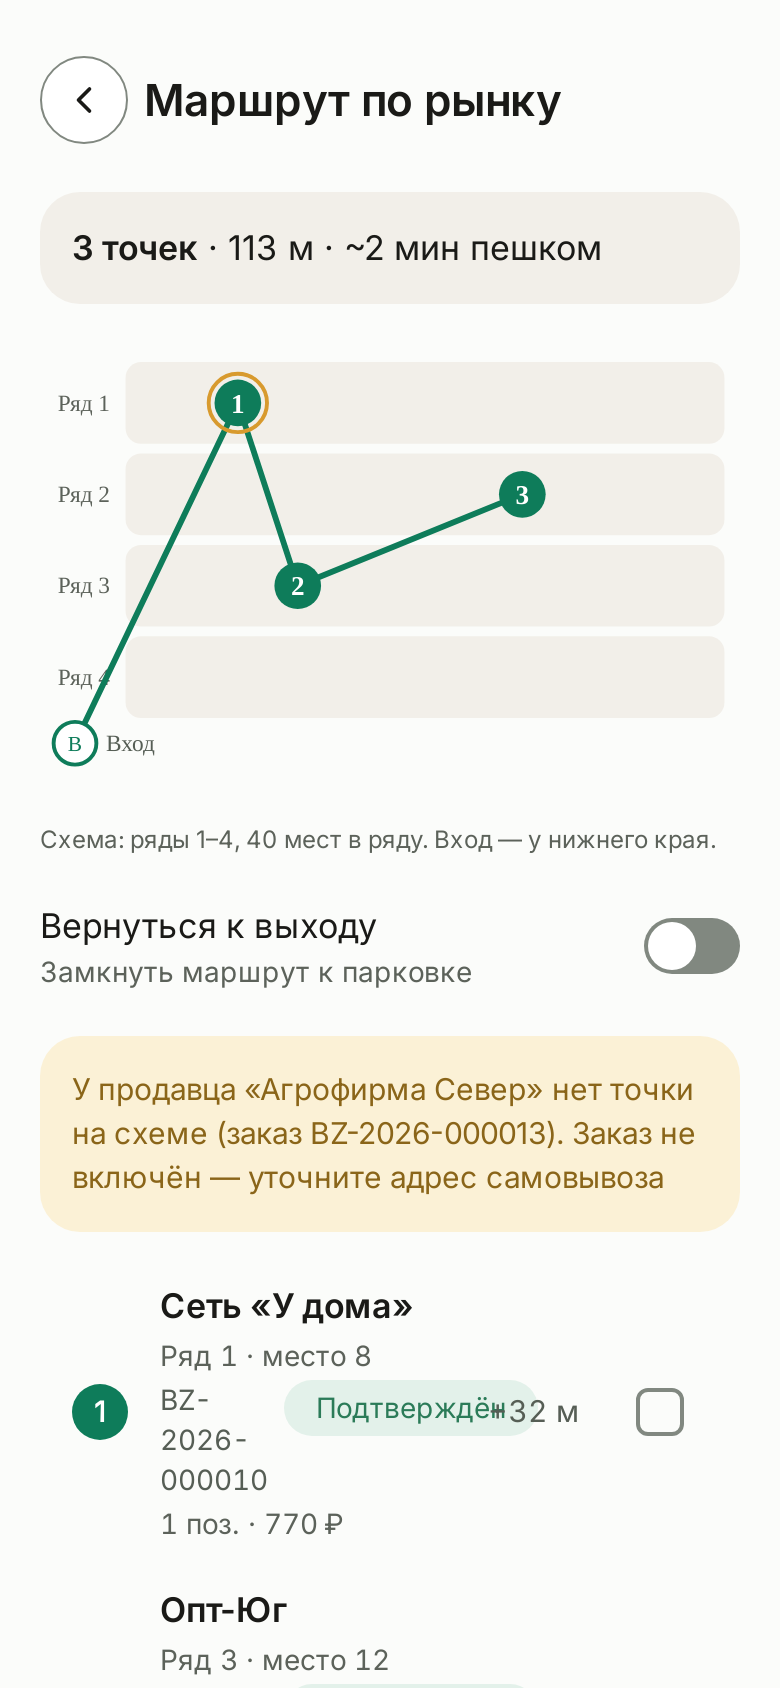 Маршрут по рынку
3 точек · 113 м · ~2 мин пешком
Ряд 1
1
Ряд 2
3
Ряд 3
2
Ряд 4
В
Вход
Схема: ряды 1–4, 40 мест в ряду. Вход — у нижнего края.
Вернуться к выходу
Замкнуть маршрут к парковке
У продавца «Агрофирма Север» нет точки
на схеме (заказ BZ-2026-000013). Заказ не
включён — уточните адрес самовывоза
Сеть «У дома»
Ряд 1 · место 8
1
BZ-
2026-
000010
Подтверждён
+32 м
1 поз. · 770 ₽
Опт-Юг
Ряд 3 · место 12